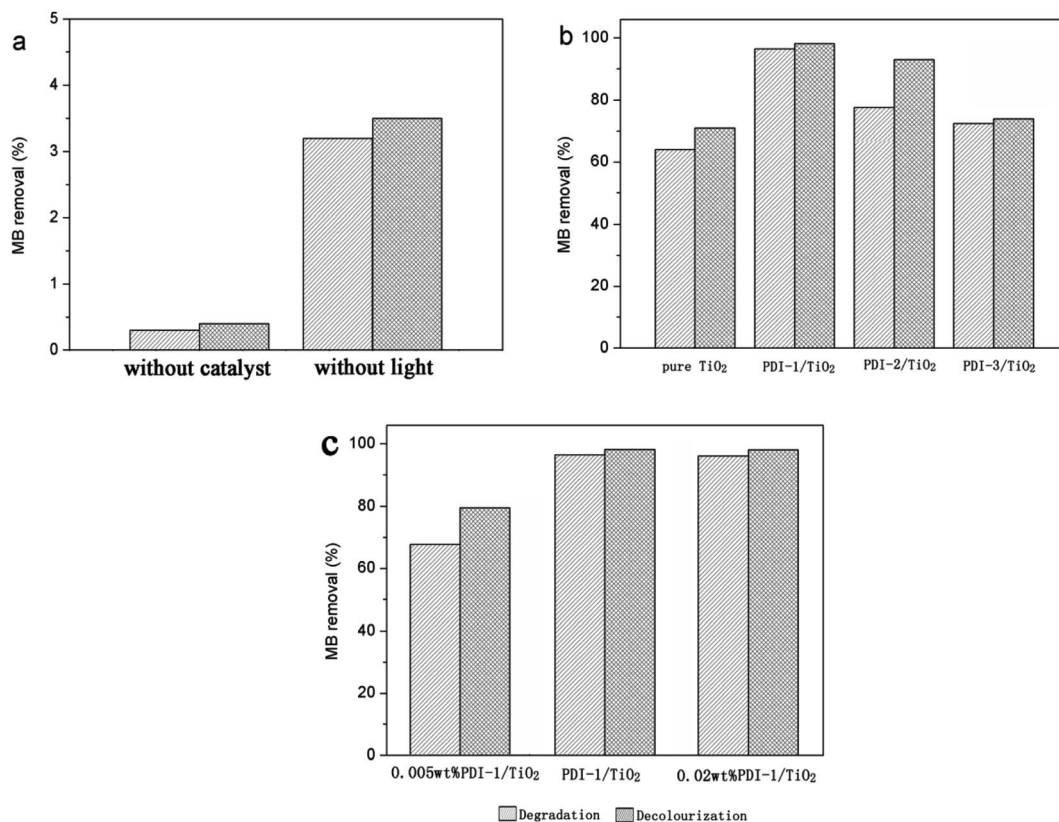 a
5
4
3
2
1
0
MB removal (%)
without catalyst without light
b
100
80
60
40
20
0
MB removal (%)
pure TiO₂ PDI-1/TiO₂ PDI-2/TiO₂ PDI-3/TiO₂
c
100
80
60
40
20
0
MB removal (%)
0.005wt%PDI-1/TiO₂ PDI-1/TiO₂ 0.02wt%PDI-1/TiO₂
Degradation Decolourization